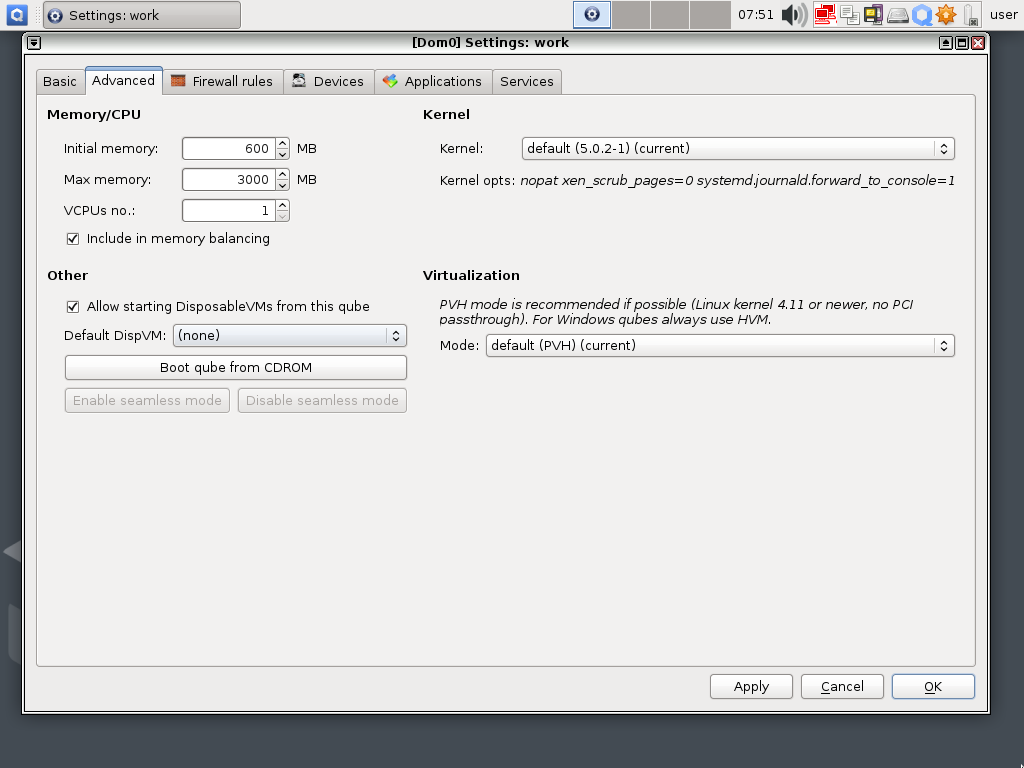 Settings: work
07:51
user
[Dom0] Settings: work
Basic
Advanced
Firewall rules
Devices
Applications
Services
Memory/CPU
Initial memory: 600 MB
Max memory: 3000 MB
VCPUs no.: 1
Include in memory balancing
Kernel
Kernel: default (5.0.2-1) (current)
Kernel opts: nopat xen_scrub_pages=0 systemd.journald.forward_to_console=1
Other
Allow starting DisposableVMs from this qube
Default DispVM: (none)
Boot qube from CDROM
Enable seamless mode
Disable seamless mode
Virtualization
PVH mode is recommended if possible (Linux kernel 4.11 or newer, no PCI
passthrough). For Windows qubes always use HVM.
Mode: default (PVH) (current)
Apply
Cancel
OK